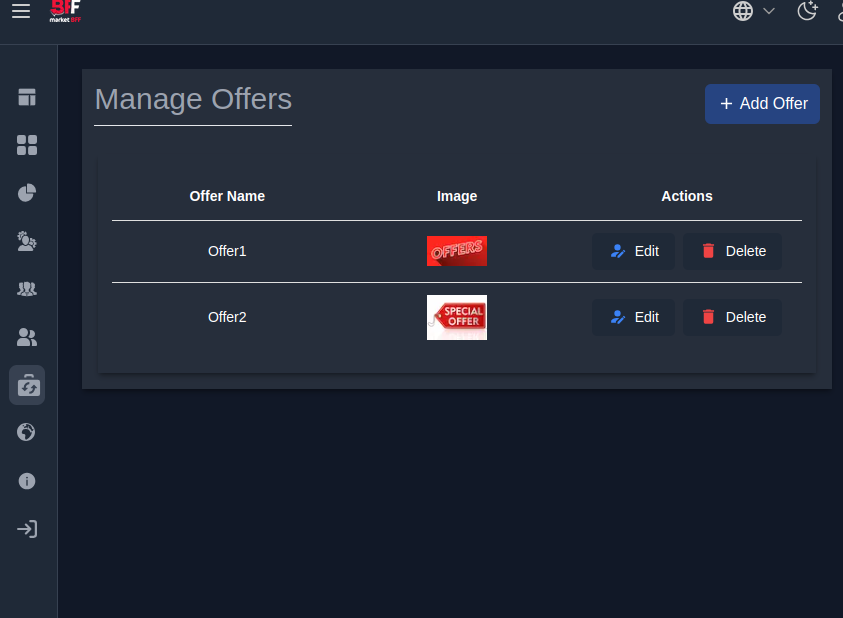 BFF
market BFF
Manage Offers
+ Add Offer
Offer Name Image Actions
Offer1 OFFERS Edit Delete
Offer2 SPECIAL OFFER Edit Delete